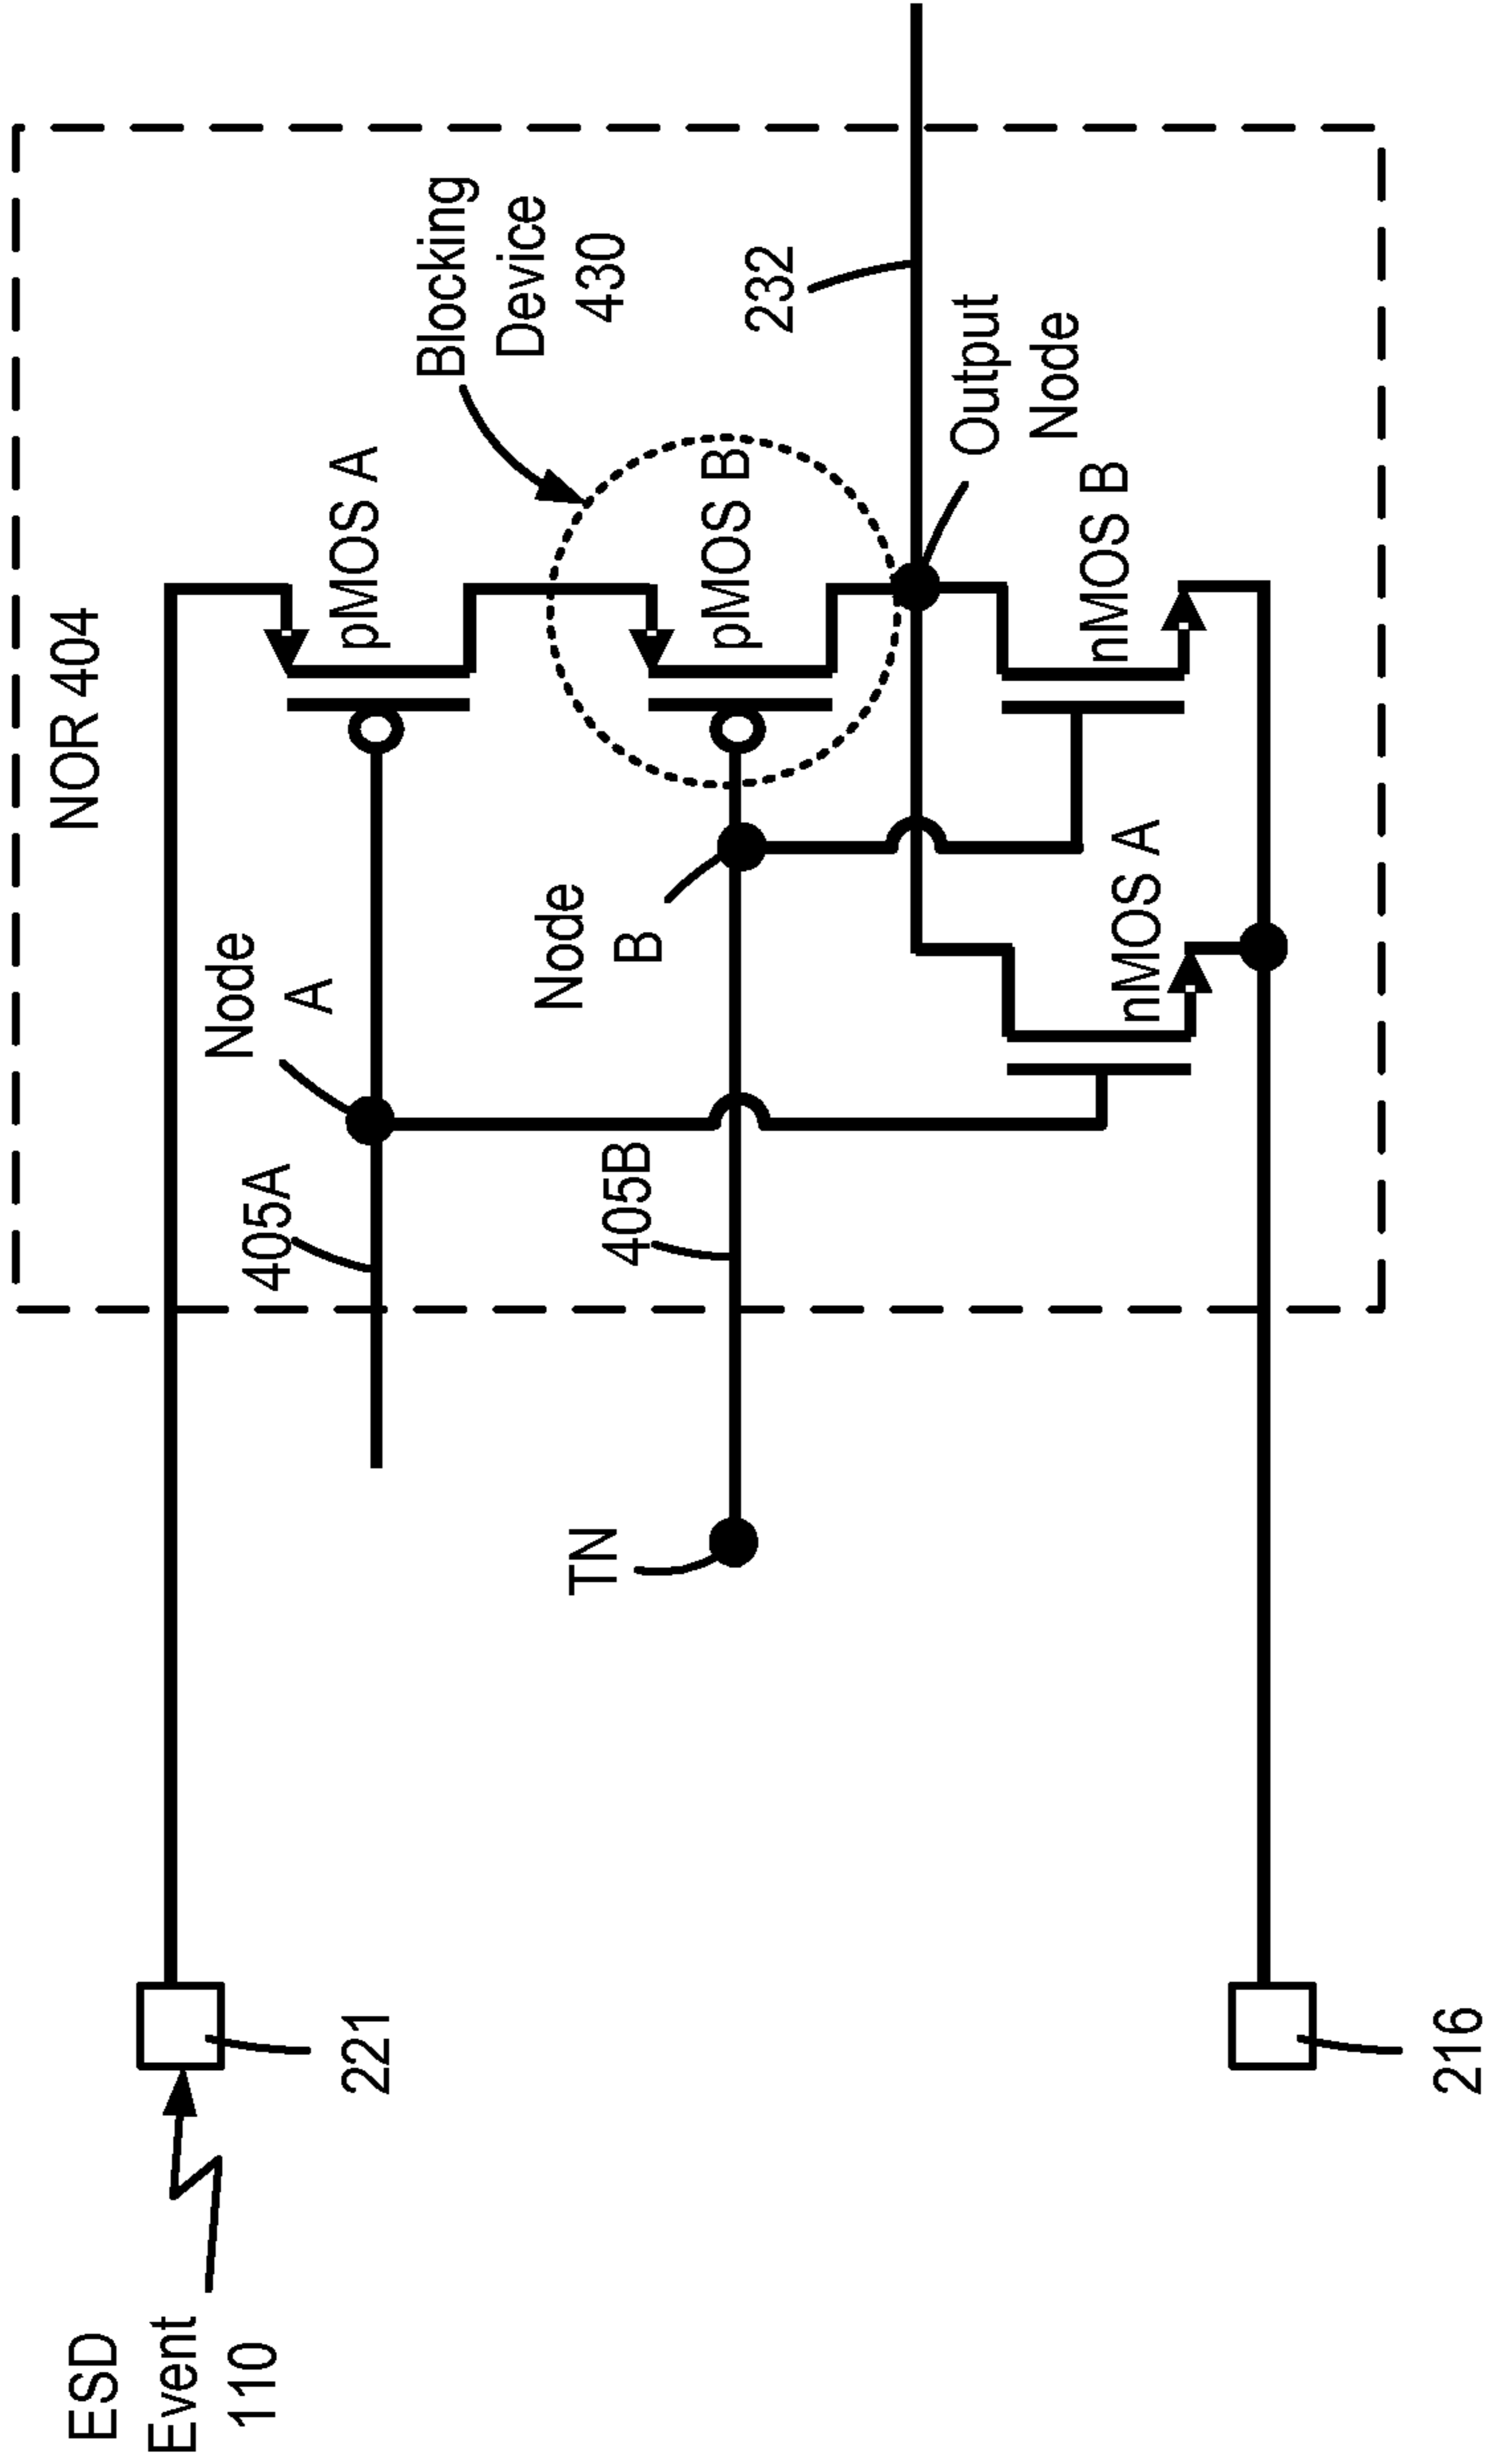 NOR 404
ESD
Event
110
221
pMOS A
Node
A
405A
Blocking
Device
430
pMOS B
Node
B
405B
TN
232
Output
Node
nMOS B
nMOS A
216